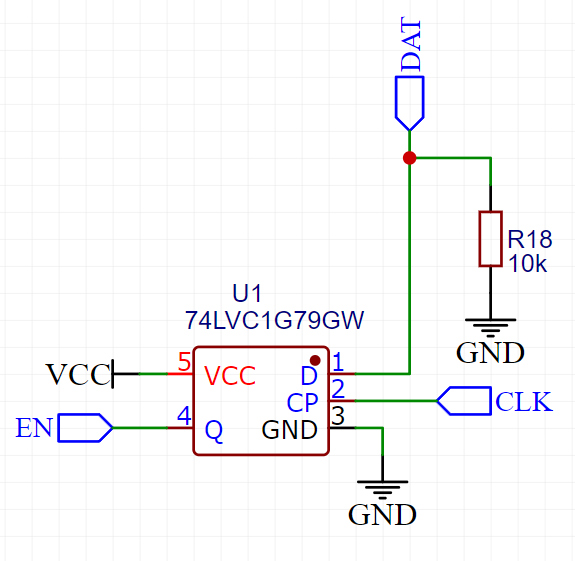 DAT
R18
10k
GND
U1
74LVC1G79GW
VCC
5
VCC
D
1
CP
2
CLK
EN
4
Q
GND
3
GND